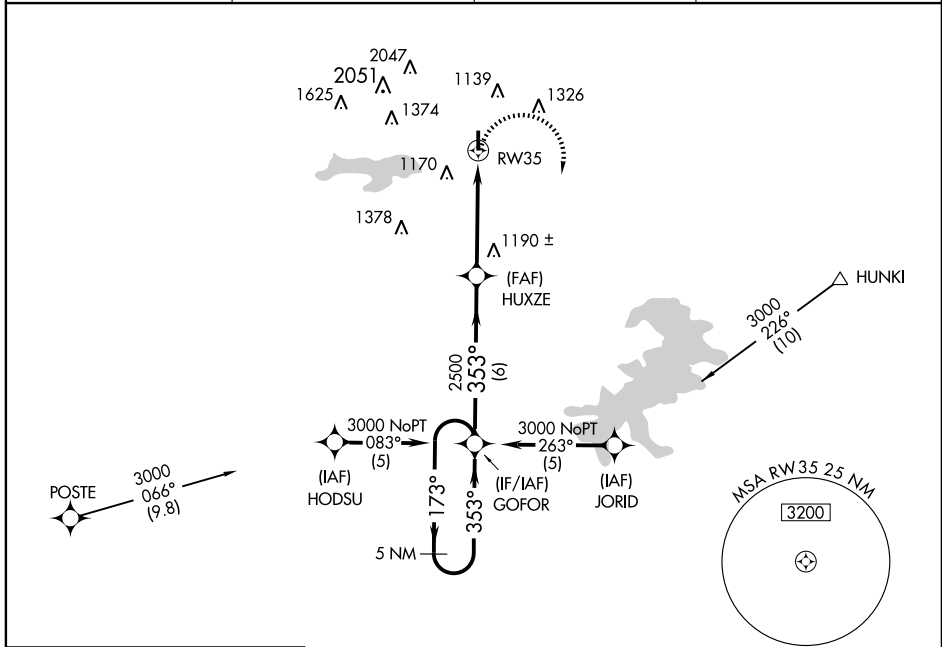 2047
2051
1139
1625
1374
1326
RW35
1170
1378
1190 ±
(FAF)
HUXZE
HUNKI
3000
226°
(10)
2500
353°
(6)
3000 NoPT
083°
(5)
3000 NoPT
263°
(5)
(IAF)
HODSU
(IF/IAF)
GOFOR
(IAF)
JORID
POSTE
3000
066°
(9.8)
173°
353°
5 NM
MSA RW35 25 NM
3200